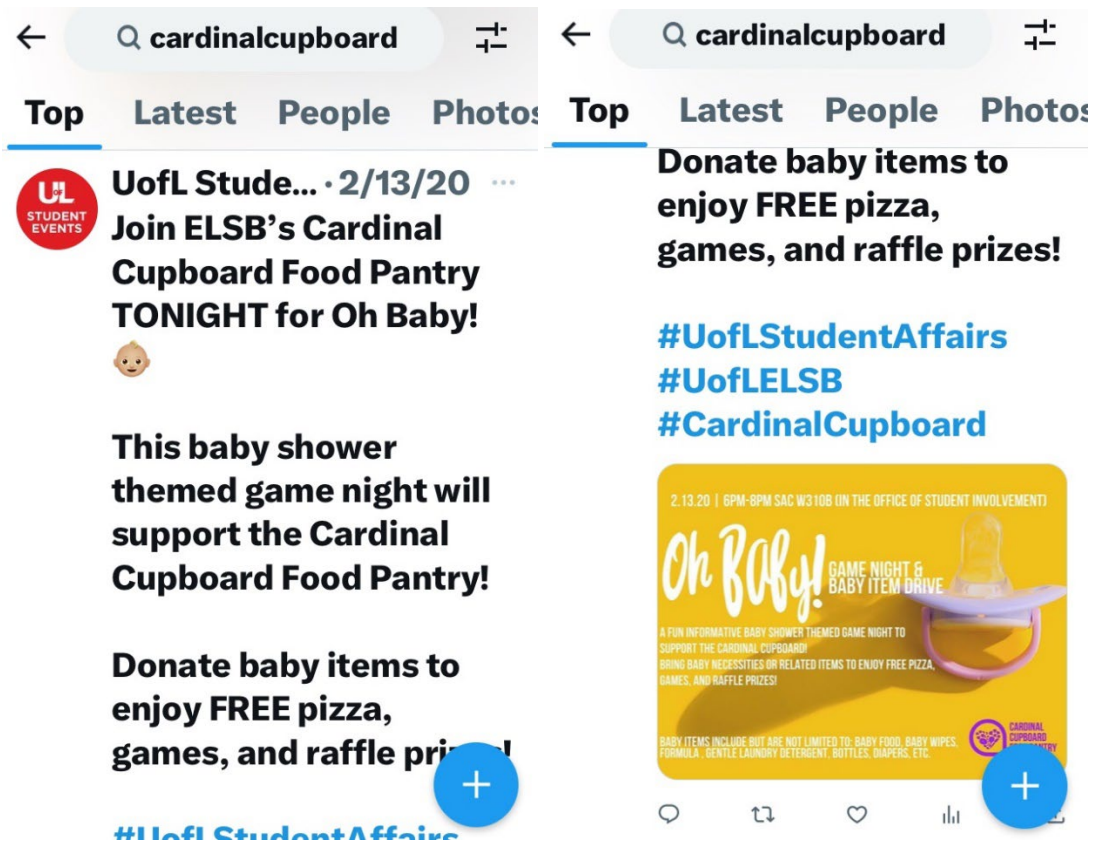 cardinalcupboard
Top Latest People Photos
UofL Stude... · 2/13/20
UofL
STUDENT
EVENTS
Join ELSB's Cardinal
Cupboard Food Pantry
TONIGHT for Oh Baby!
This baby shower
themed game night will
support the Cardinal
Cupboard Food Pantry!
Donate baby items to
enjoy FREE pizza,
games, and raffle
#UofLStudentAffairs
cardinalcupboard
Top Latest People Photos
Donate baby items to
enjoy FREE pizza,
games, and raffle prizes!
#UofLStudentAffairs
#UofLELSB
#CardinalCupboard
2.13.20 | 6PM-8PM SAC W310B (IN THE OFFICE OF STUDENT INVOLVEMENT)
Oh BABy!
GAME NIGHT &
BABY ITEM DRIVE
A FUN INFORMATIVE BABY SHOWER THEMED GAME NIGHT TO
SUPPORT THE CARDINAL CUPBOARD!
BRING BABY NECESSITIES OR RELATED ITEMS TO ENJOY FREE PIZZA,
GAMES, AND RAFFLE PRIZES!
BABY ITEMS INCLUDE BUT ARE NOT LIMITED TO: BABY FOOD, BABY WIPES,
FORMULA , GENTLE LAUNDRY DETERGENT, BOTTLES, DIAPERS, ETC.
CARDINAL
CUPBOARD